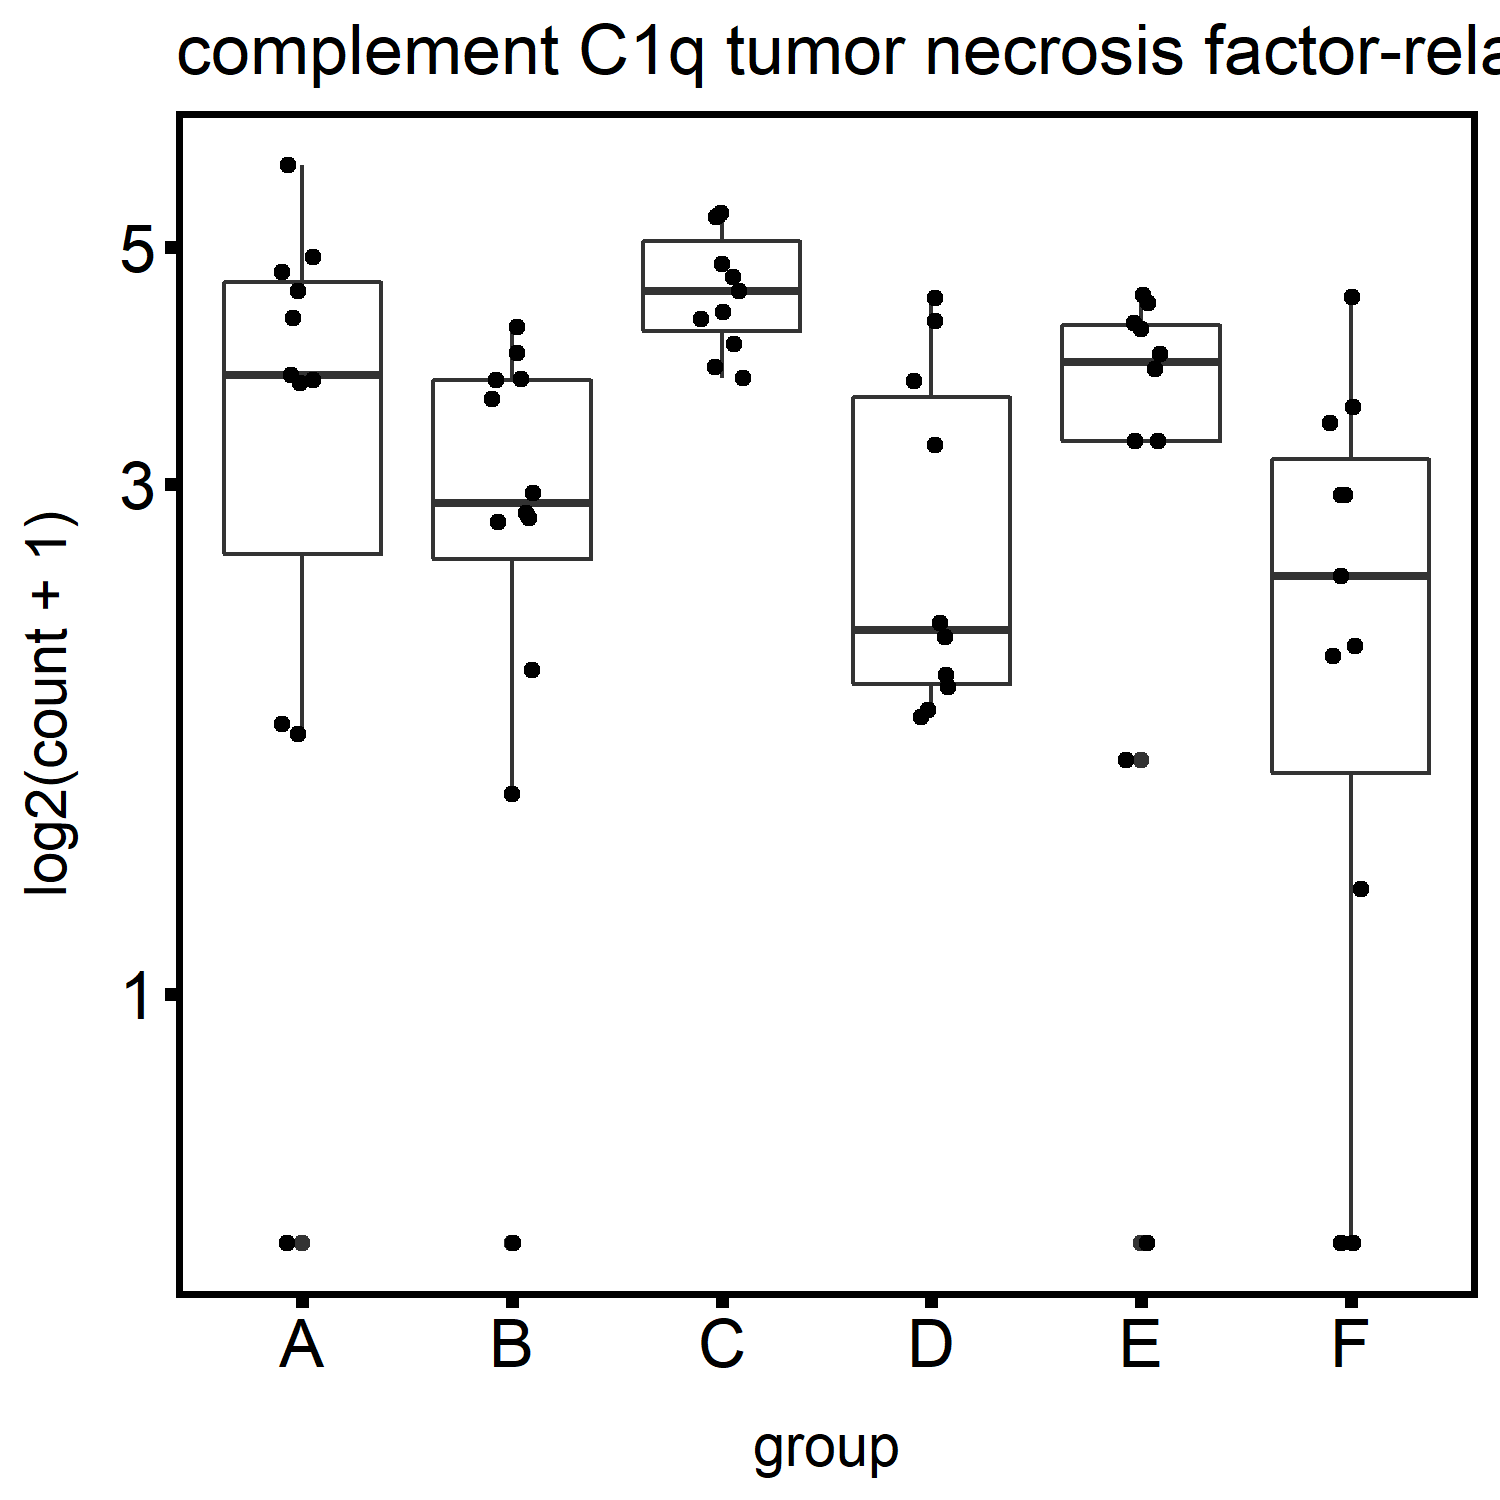 complement C1q tumor necrosis factor-rela
log2(count + 1)
5
3
1
A B C D E F
group